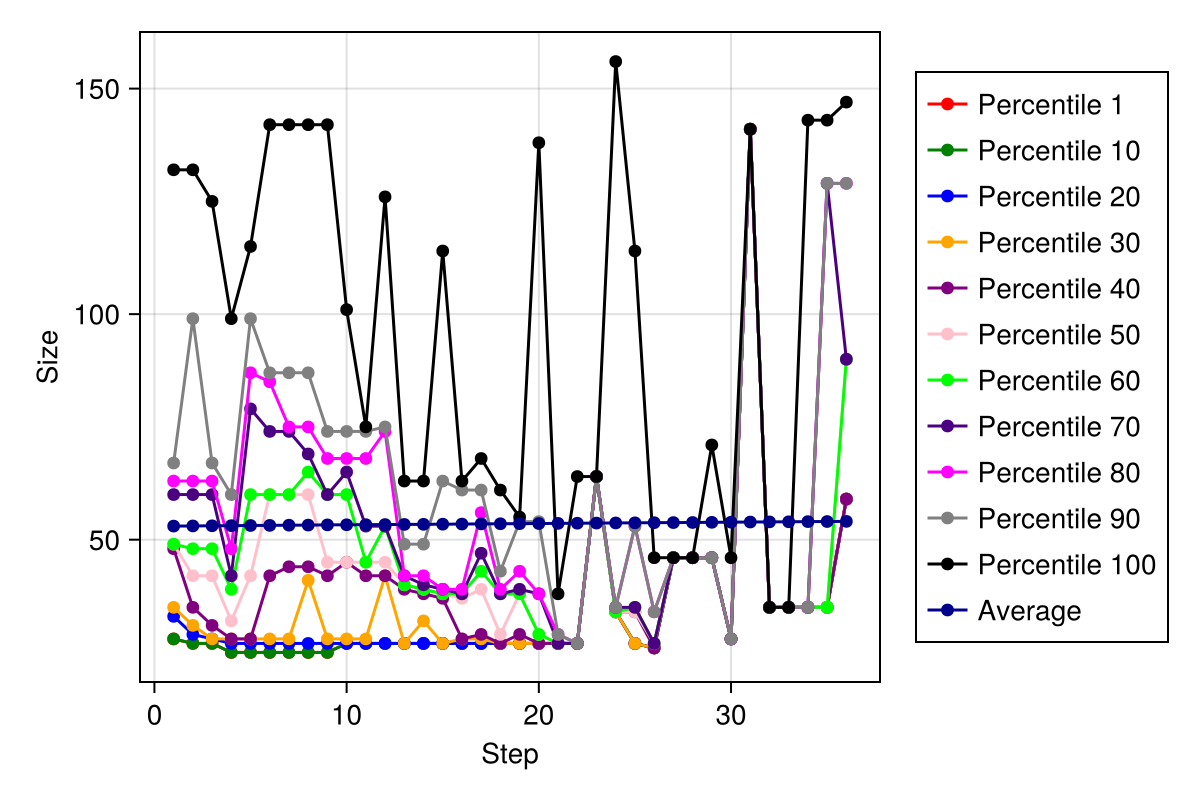 150
100
50
Size
0
10
20
30
Step
Percentile 1
Percentile 10
Percentile 20
Percentile 30
Percentile 40
Percentile 50
Percentile 60
Percentile 70
Percentile 80
Percentile 90
Percentile 100
Average